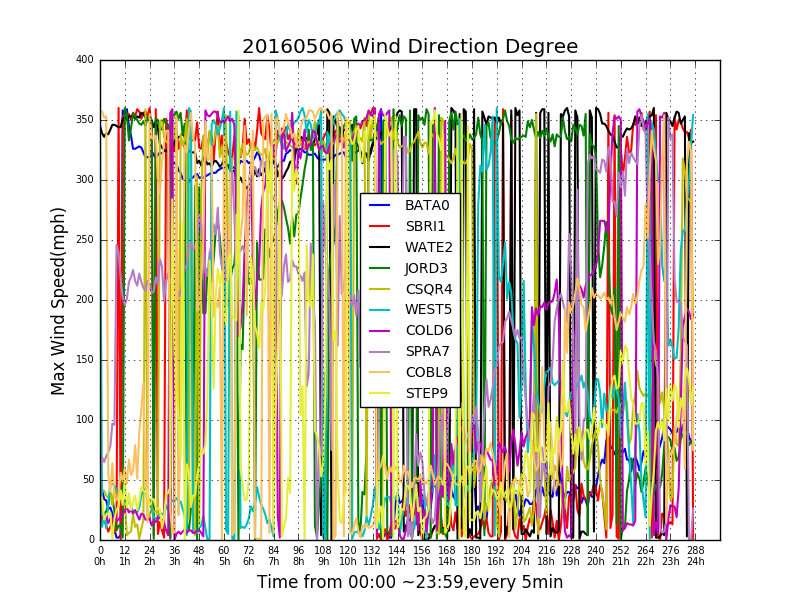 20160506 Wind Direction Degree
400
350
300
250
200
150
100
50
0
Max Wind Speed(mph)
BATA0
SBRI1
WATE2
JORD3
CSQR4
WEST5
COLD6
SPRA7
COBL8
STEP9
0 12 24 36 48 60 72 84 96 108 120 132 144 156 168 180 192 204 216 228 240 252 264 276 288
0h 1h 2h 3h 4h 5h 6h 7h 8h 9h 10h 11h 12h 13h 14h 15h 16h 17h 18h 19h 20h 21h 22h 23h 24h
Time from 00:00 ~23:59,every 5min